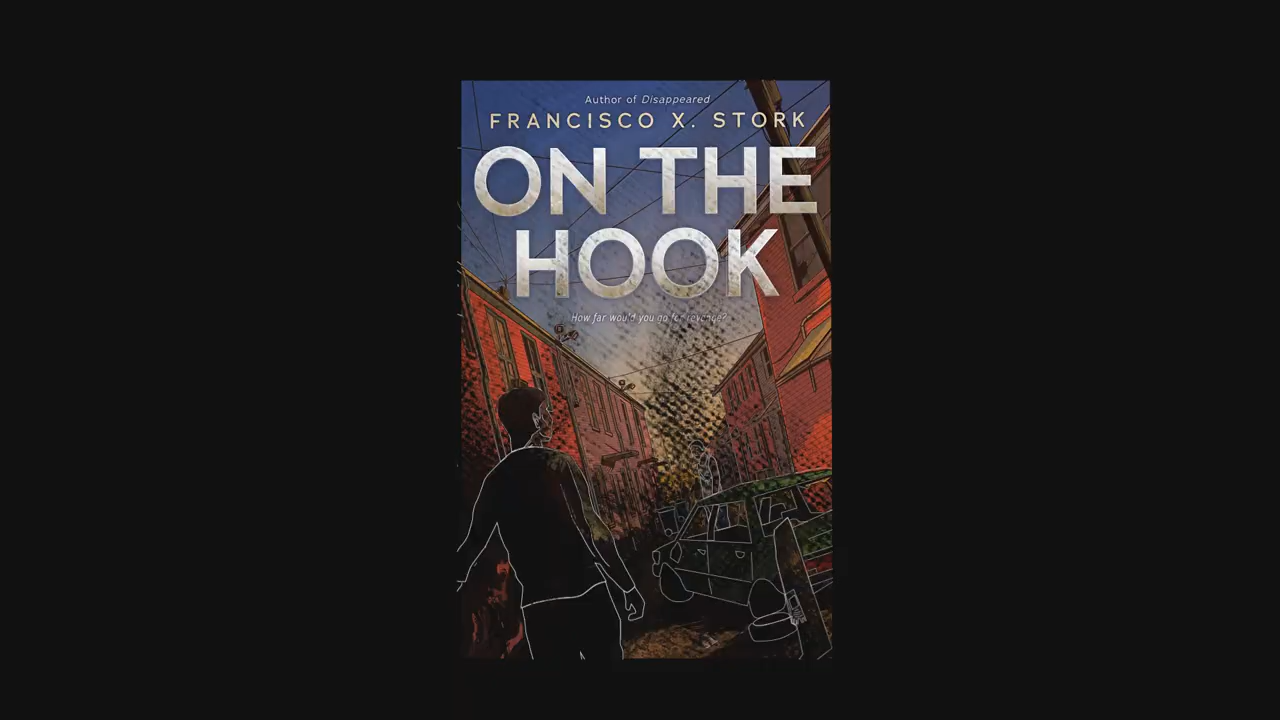 Author of Disappeared
FRANCISCO X. STORK
ON THE
HOOK
How far would you go for revenge?